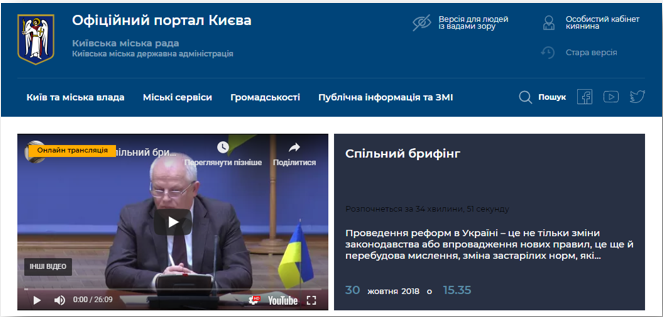 Офіційний портал Києва
Київська міська рада
Київська міська державна адміністрація
Версія для людей
із вадами зору
Особистий кабінет
киянина
Стара версія
Київ та міська влада
Міські сервіси
Громадськості
Публічна інформація та ЗМІ
Пошук
Онлайн трансляція
пільний бри...
Переглянути пізніше
Поділитися
ІНШІ ВІДЕО
0:00 / 26:09
HD
YouTube
Спільний брифінг
Розпочнеться за 34 хвилини, 51 секунду
Проведення реформ в Україні – це не тільки зміни
законодавства або впровадження нових правил, це ще й
перебудова мислення, зміна застарілих норм, які...
30 жовтня 2018 о 15.35